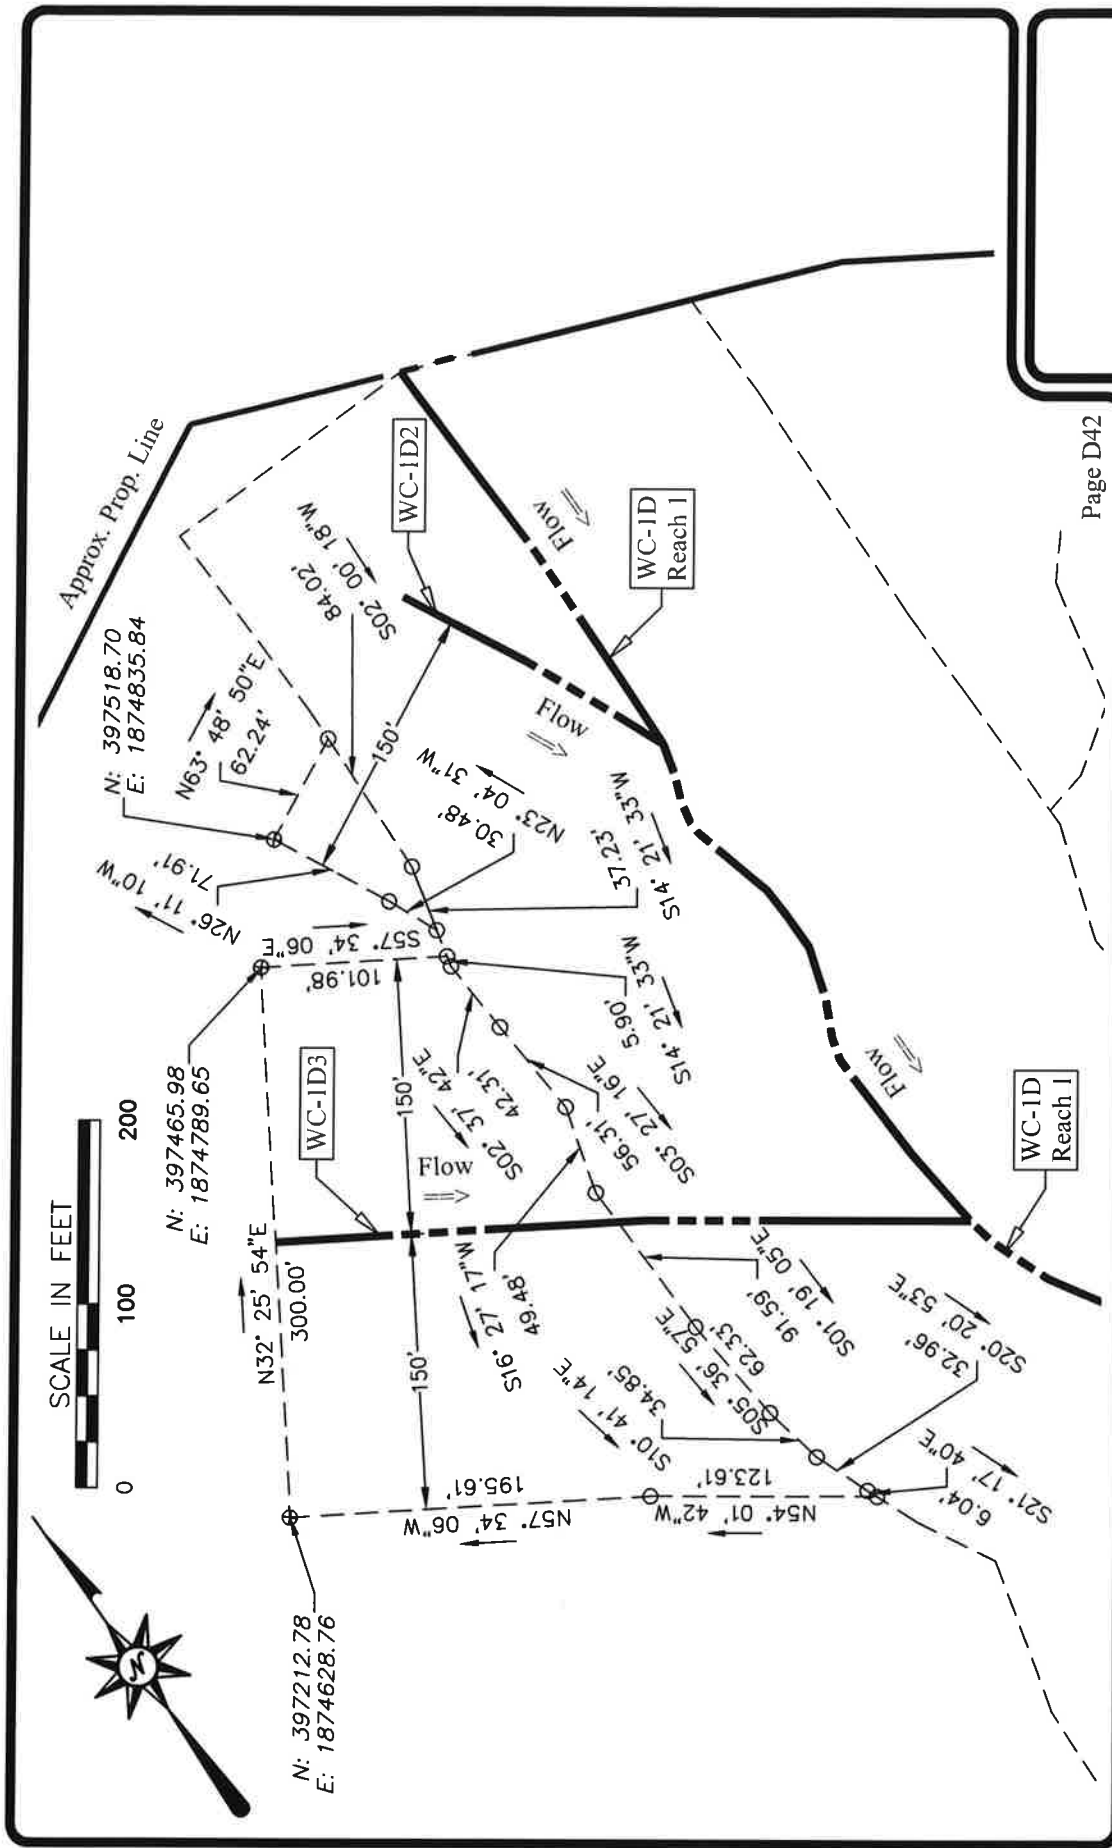 SCALE IN FEET
0
100
200
N
Approx. Prop. Line
N: 397518.70
E: 1874835.84
N: 397465.98
E: 1874789.65
N: 397212.78
E: 1874628.76
N32° 25' 54"E
300.00'
N63° 48' 50"E
62.24'
N26° 11' 10"W
71.91'
S57° 34' 06"E
101.98'
S02° 00' 18"W
84.02'
150'
N23° 04' 31"W
30.48'
S14° 21' 33"W
37.23'
S14° 21' 33"W
5.90'
S02° 37' 42"E
42.31'
S03° 27' 16"E
56.31'
S16° 27' 17"W
49.48'
S01° 19' 05"E
91.59'
S05° 36' 57"E
62.33'
S10° 41' 14"E
34.85'
S20° 20' 53"E
32.96'
S21° 17' 40"E
6.04'
N54° 01' 42"W
123.61'
N57° 34' 06"W
195.61'
150'
150'
WC-1D3
Flow
WC-1D2
Flow
WC-1D
Reach 1
Flow
WC-1D
Reach 1
Flow
Page D42